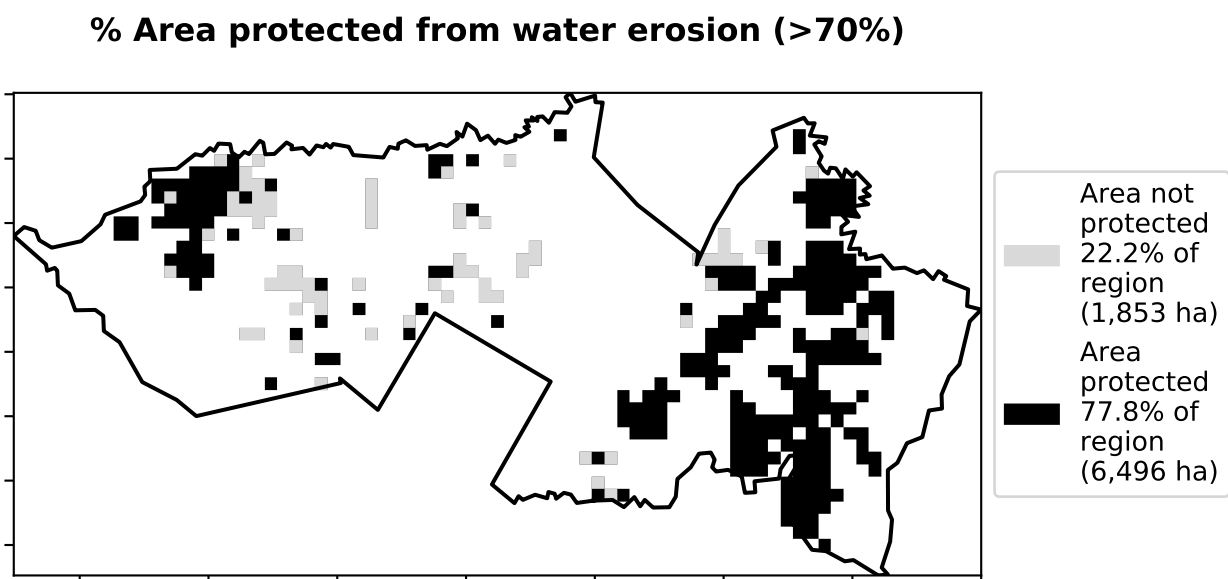 % Area protected from water erosion (>70%)
Area not
protected
22.2% of
region
(1,853 ha)
Area
protected
77.8% of
region
(6,496 ha)